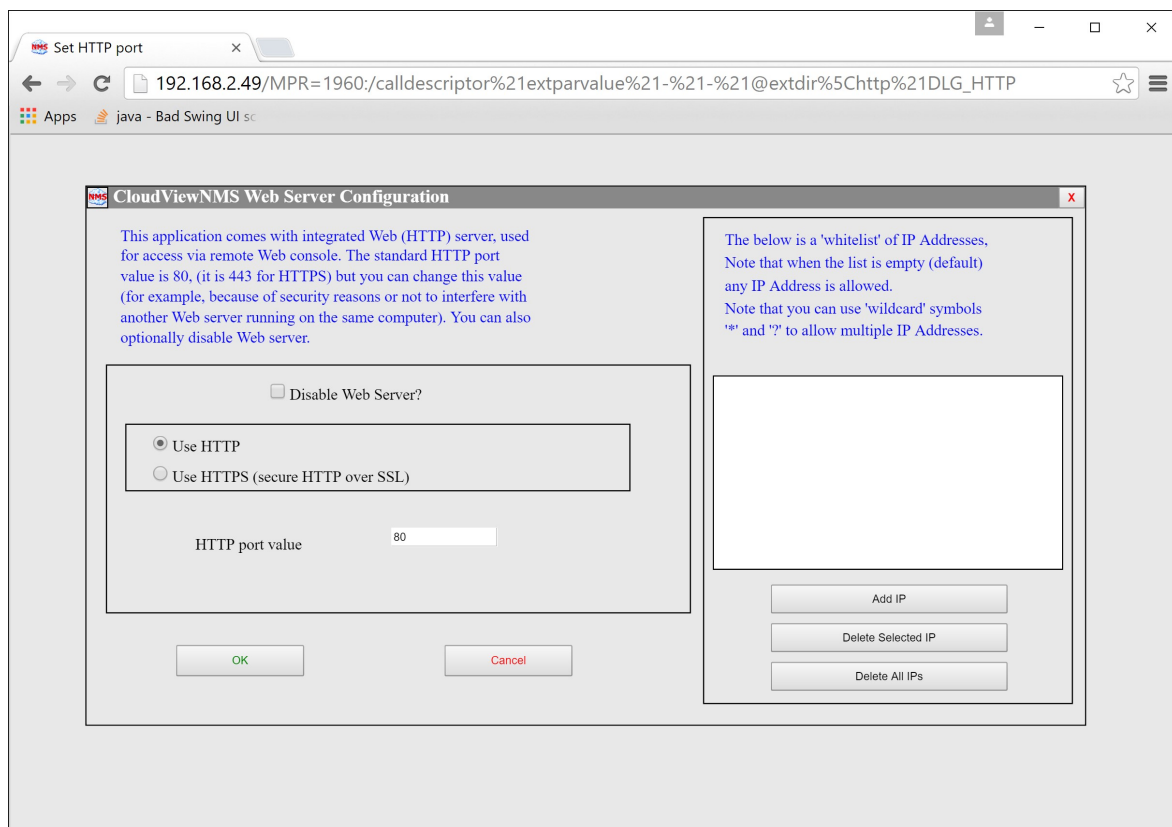 NMS Set HTTP port
192.168.2.49/MPR=1960:/calldescriptor%21extparvalue%21-%21-%21@extdir%5Chttp%21DLG_HTTP
Apps java - Bad Swing UI sc
NMS CloudViewNMS Web Server Configuration X
This application comes with integrated Web (HTTP) server, used
for access via remote Web console. The standard HTTP port
value is 80, (it is 443 for HTTPS) but you can change this value
(for example, because of security reasons or not to interfere with
another Web server running on the same computer). You can also
optionally disable Web server.
Disable Web Server?
Use HTTP
Use HTTPS (secure HTTP over SSL)
HTTP port value 80
OK Cancel
The below is a 'whitelist' of IP Addresses,
Note that when the list is empty (default)
any IP Address is allowed.
Note that you can use 'wildcard' symbols
'*' and '?' to allow multiple IP Addresses.
Add IP
Delete Selected IP
Delete All IPs